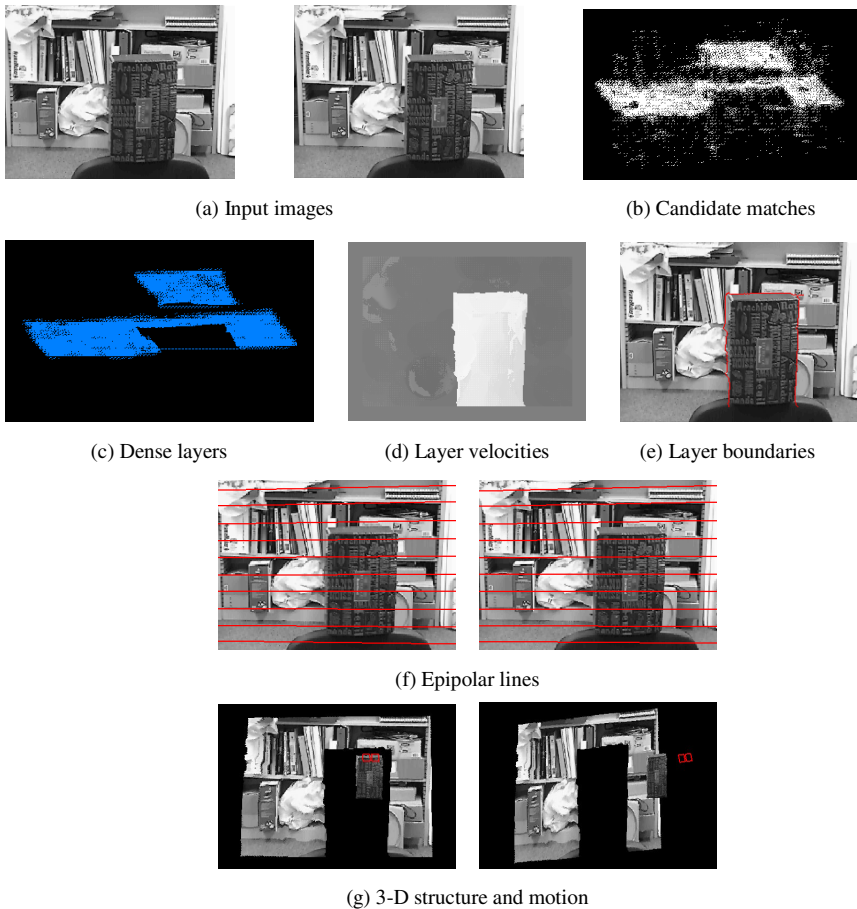 (a) Input images
(b) Candidate matches
(c) Dense layers
(d) Layer velocities
(e) Layer boundaries
(f) Epipolar lines
(g) 3-D structure and motion